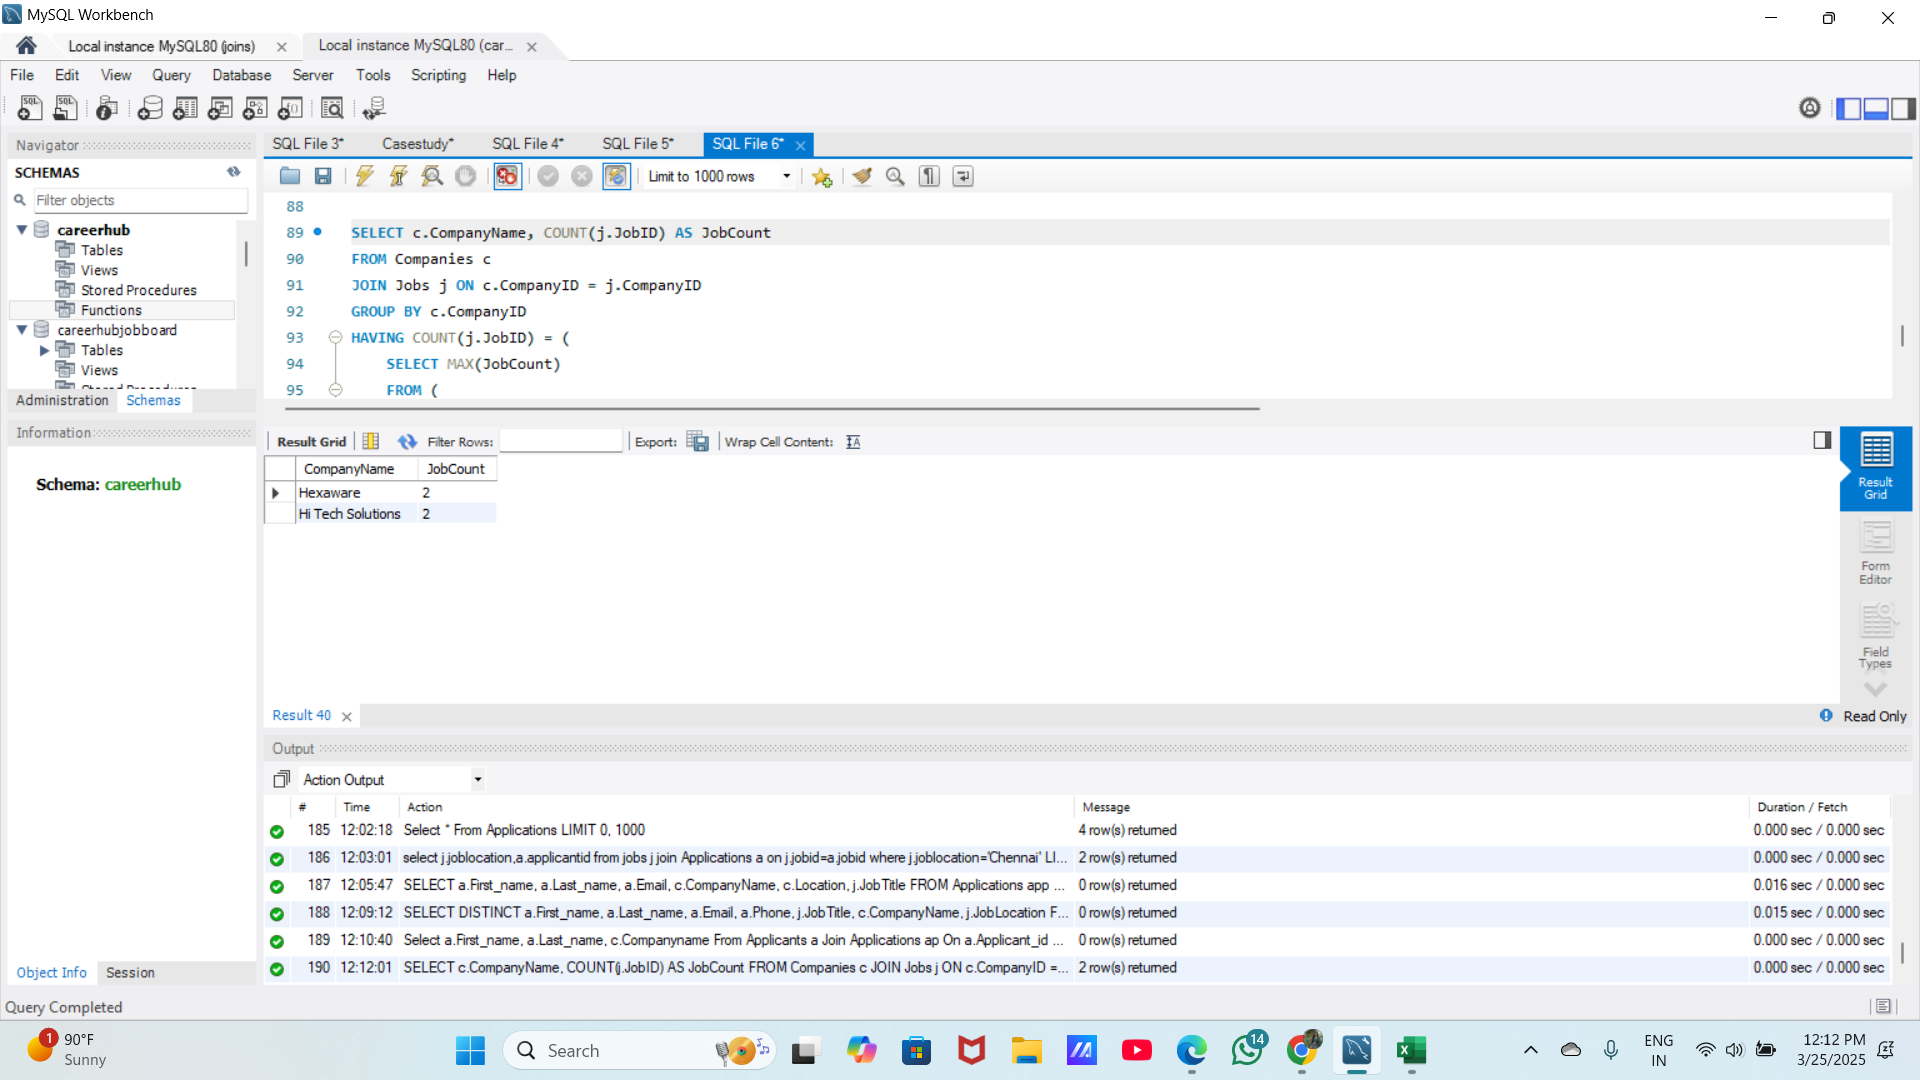 MySQL Workbench
Local instance MySQL80 (joins)
Local instance MySQL80 (car...
File Edit View Query Database Server Tools Scripting Help
Navigator
SCHEMAS
Filter objects
careerhub
Tables
Views
Stored Procedures
Functions
careerhubjobboard
Tables
Views
Administration Schemas
Information
Schema: careerhub
Object Info Session
SQL File 3* Casestudy* SQL File 4* SQL File 5* SQL File 6*
Limit to 1000 rows
88
89 SELECT c.CompanyName, COUNT(j.JobID) AS JobCount
90 FROM Companies c
91 JOIN Jobs j ON c.CompanyID = j.CompanyID
92 GROUP BY c.CompanyID
93 HAVING COUNT(j.JobID) = (
94 SELECT MAX(JobCount)
95 FROM (
Result Grid Filter Rows: Export: Wrap Cell Content:
CompanyName JobCount
Hexaware 2
Hi Tech Solutions 2
Result Grid
Form Editor
Field Types
Result 40
Read Only
Output
Action Output
# Time Action Message Duration / Fetch
185 12:02:18 Select * From Applications LIMIT 0, 1000 4 row(s) returned 0.000 sec / 0.000 sec
186 12:03:01 select j.joblocation,a.applicantid from jobs j join Applications a on j.jobid=a.jobid where j.joblocation='Chennai' LI... 2 row(s) returned 0.000 sec / 0.000 sec
187 12:05:47 SELECT a.First_name, a.Last_name, a.Email, c.CompanyName, c.Location, j.JobTitle FROM Applications app ... 0 row(s) returned 0.016 sec / 0.000 sec
188 12:09:12 SELECT DISTINCT a.First_name, a.Last_name, a.Email, a.Phone, j.JobTitle, c.CompanyName, j.JobLocation F... 0 row(s) returned 0.015 sec / 0.000 sec
189 12:10:40 Select a.First_name, a.Last_name, c.Companyname From Applicants a Join Applications ap On a.Applicant_id ... 0 row(s) returned 0.000 sec / 0.000 sec
190 12:12:01 SELECT c.CompanyName, COUNT(j.JobID) AS JobCount FROM Companies c JOIN Jobs j ON c.CompanyID =... 2 row(s) returned 0.000 sec / 0.000 sec
Query Completed
1
90°F
Sunny
Search
14
ENG
IN
12:12 PM
3/25/2025